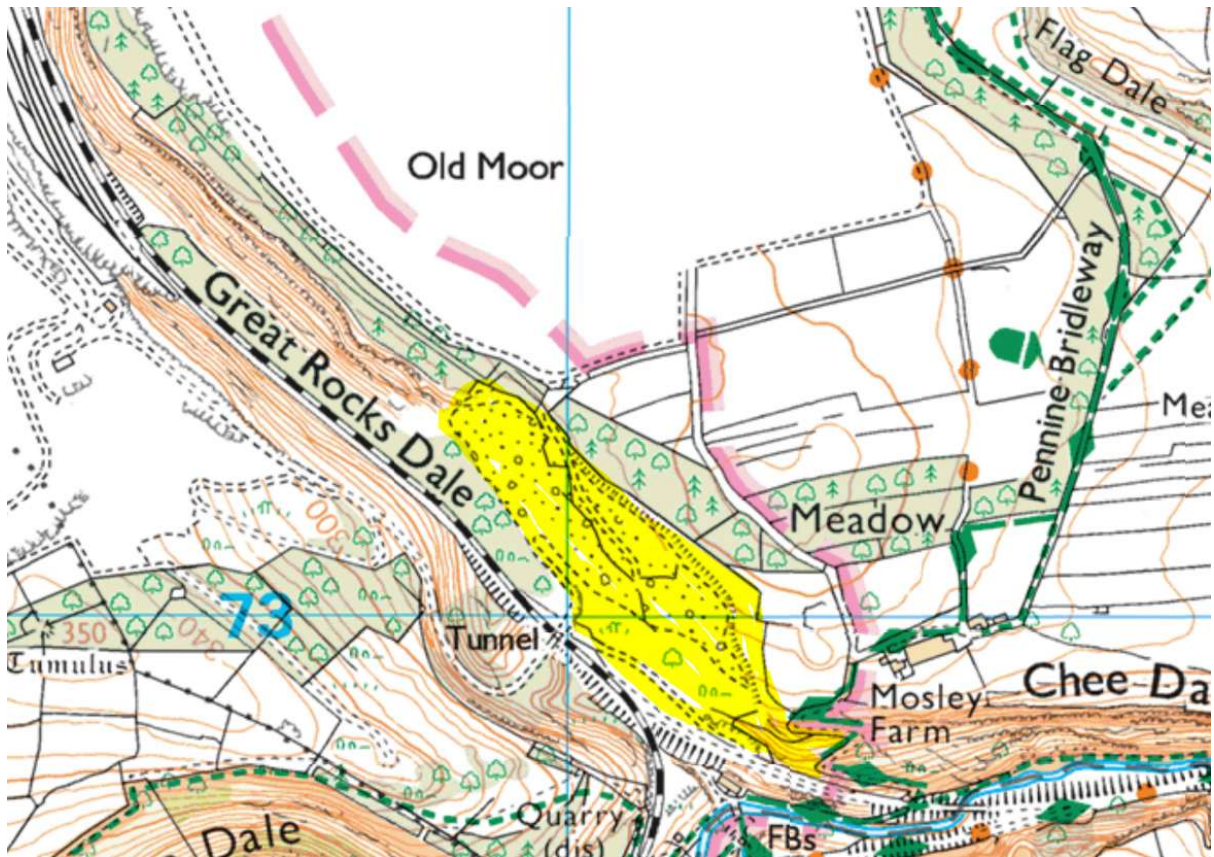 Flag Dale
Old Moor
Great Rocks Dale
Pennine Bridleway
Mea
Meadow
300
73
350
340
Tumulus
Tunnel
Mosley
Farm
Chee Da
Quarry
(dis)
Dale
FBs